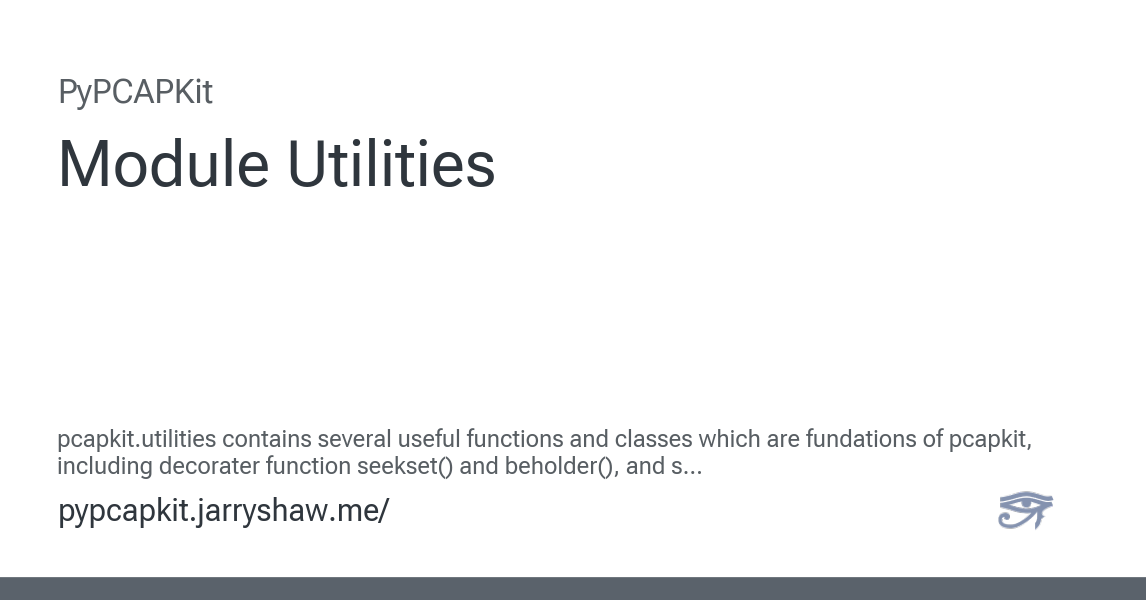 PyPCAPKit
Module Utilities
pcapkit.utilities contains several useful functions and classes which are fundations of pcapkit,
including decorater function seekset() and beholder(), and s...
pypcapkit.jarryshaw.me/